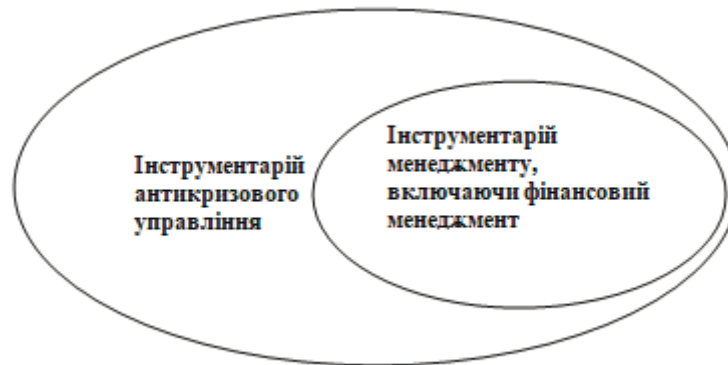 Інструментарій
антикризового
управління
Інструментарій
менеджменту,
включаючи фінансовий
менеджмент